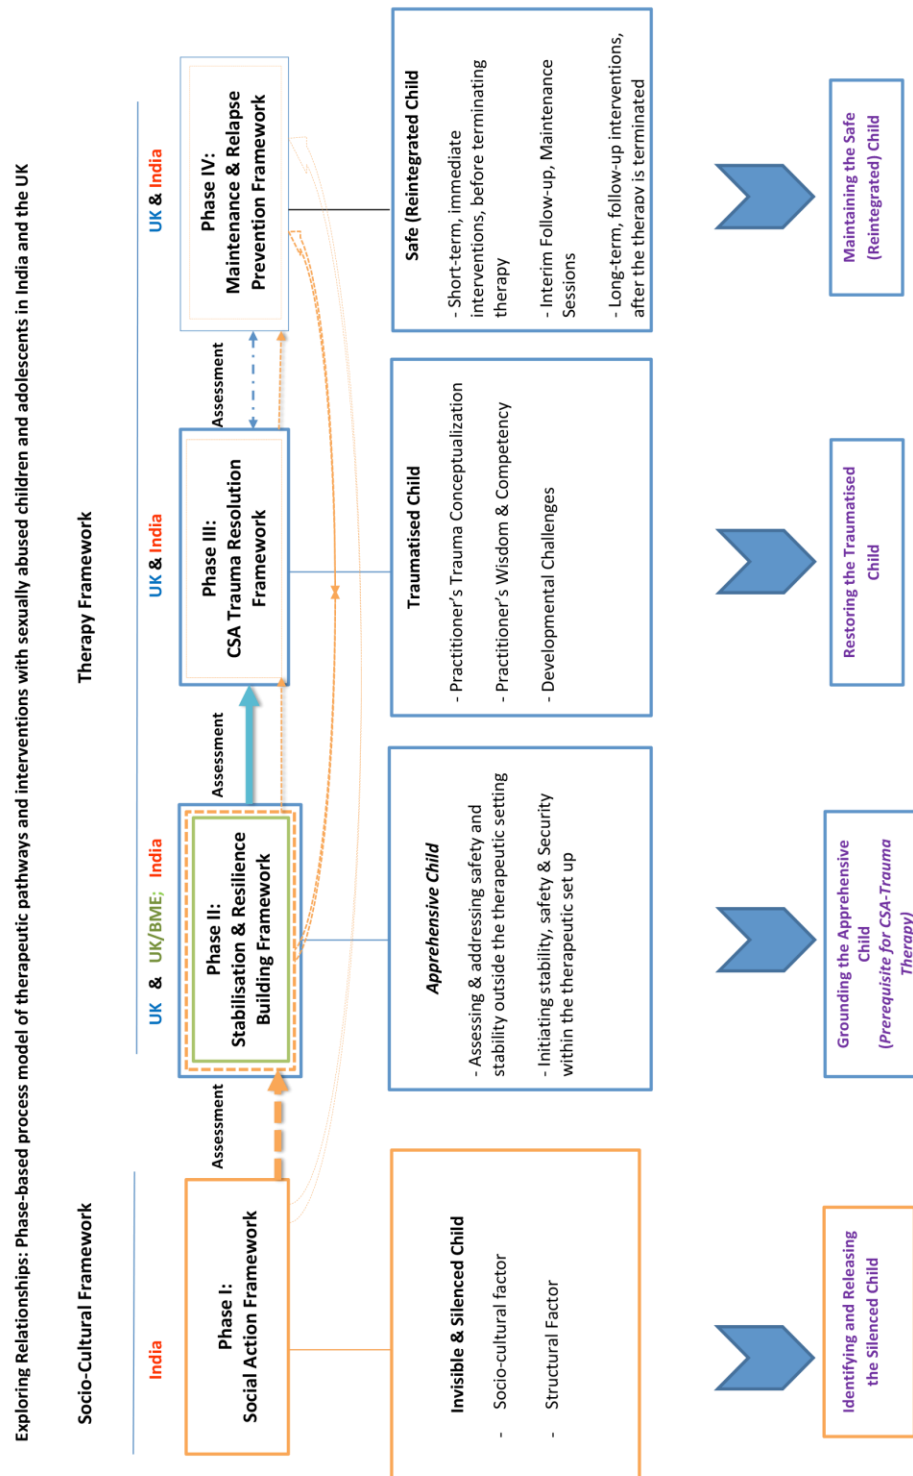 Exploring Relationships: Phase-based process model of therapeutic pathways and interventions with sexually abused children and adolescents in India and the UK
Socio-Cultural Framework
Therapy Framework
India
UK & UK/BME; India
UK & India
UK & India
Phase I:
Social Action Framework
Assessment
Phase II:
Stabilisation & Resilience
Building Framework
Assessment
Phase III:
CSA Trauma Resolution
Framework
Assessment
Phase IV:
Maintenance & Relapse
Prevention Framework
Invisible & Silenced Child
- Socio-cultural factor
- Structural Factor
Apprehensive Child
- Assessing & addressing safety and
stability outside the therapeutic setting
- Initiating stability, safety & Security
within the therapeutic set up
Traumatised Child
- Practitioner's Trauma Conceptualization
- Practitioner's Wisdom & Competency
- Developmental Challenges
Safe (Reintegrated) Child
- Short-term, immediate
interventions, before terminating
therapy
- Interim Follow-up, Maintenance
Sessions
- Long-term, follow-up interventions,
after the therapy is terminated
Identifying and Releasing
the Silenced Child
Grounding the Apprehensive
Child
(Prerequisite for CSA-Trauma
Therapy)
Restoring the Traumatised
Child
Maintaining the Safe
(Reintegrated) Child